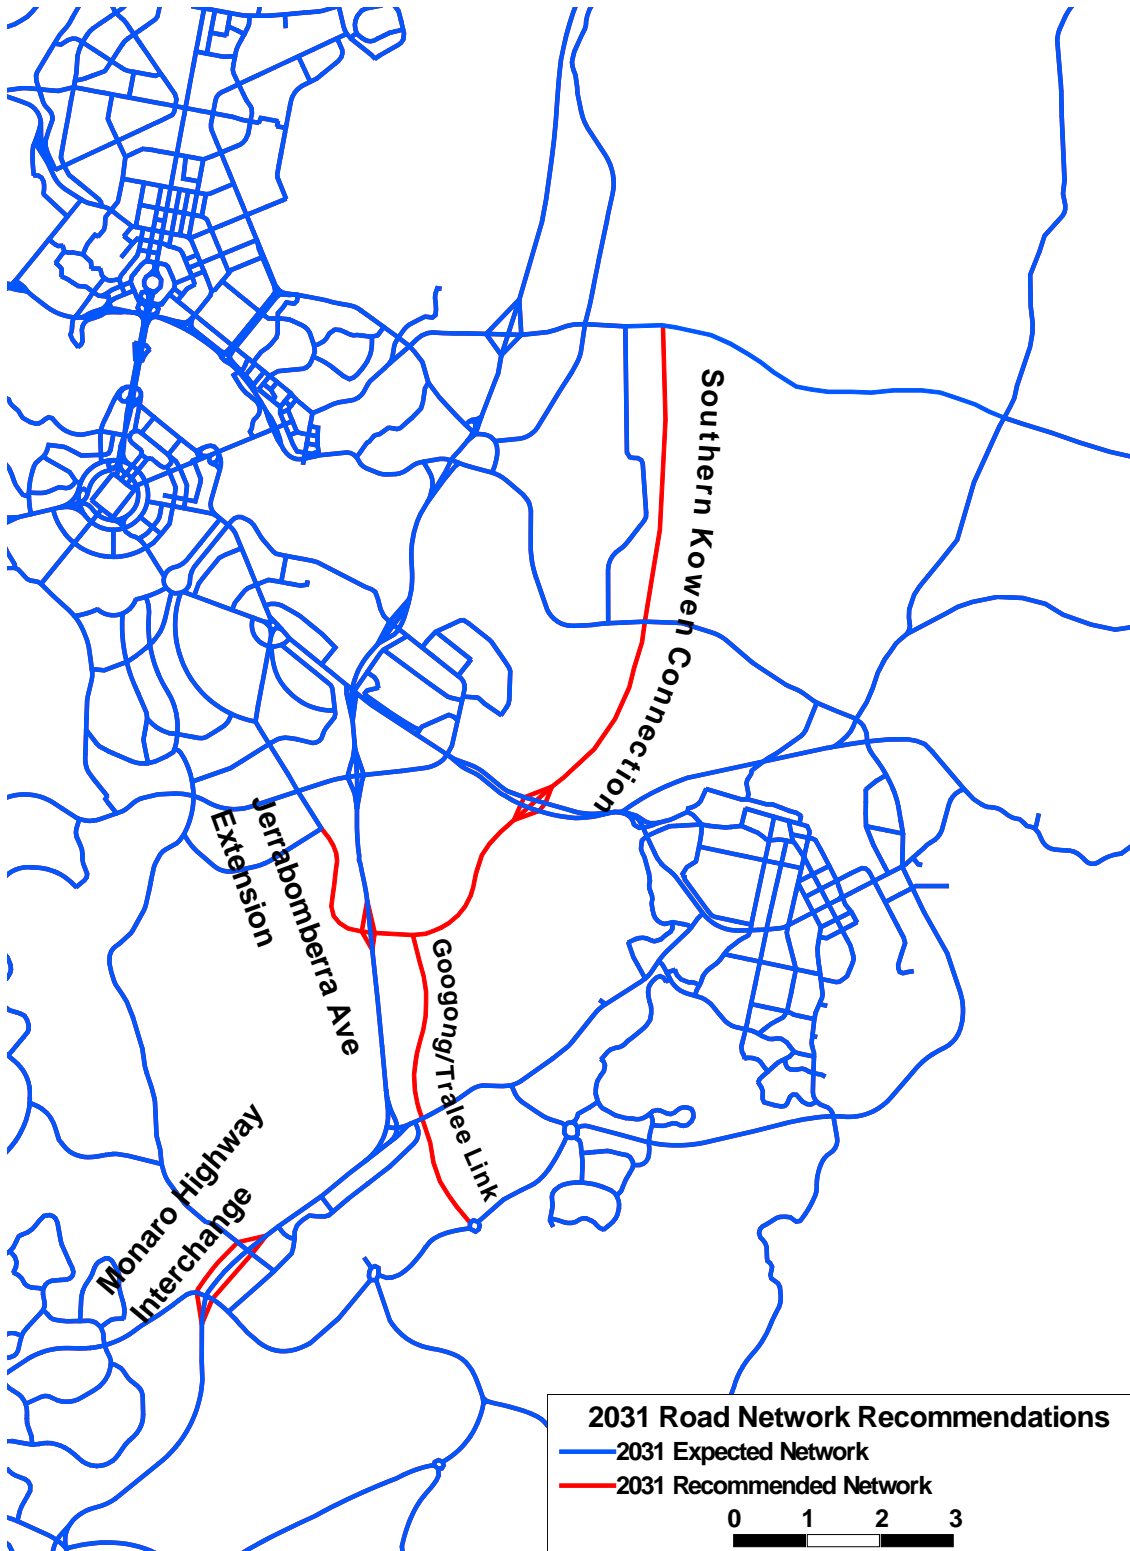 Southern Kowen Connection
Jerrabomberra Ave
Extension
Googong/Tralee Link
Monaro Highway
Interchange
2031 Road Network Recommendations
2031 Expected Network
2031 Recommended Network
0 1 2 3